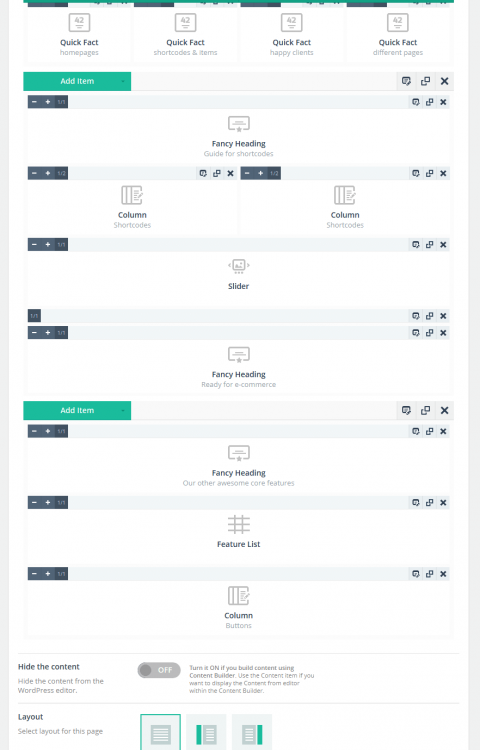 42 42 42 42
Quick Fact Quick Fact Quick Fact Quick Fact
homepages shortcodes & items happy clients different pages
Add Item
1/1
Fancy Heading
Guide for shortcodes
1/2 1/2
Column Column
Shortcodes Shortcodes
1/1
Slider
1/1
1/1
Fancy Heading
Ready for e-commerce
Add Item
1/1
Fancy Heading
Our other awesome core features
1/1
Feature List
1/1
Column
Buttons
Hide the content
Hide the content from the
WordPress editor.
OFF
Turn it ON if you build content using
Content Builder. Use the Content item if you
want to display the Content from editor
within the Content Builder.
Layout
Select layout for this page